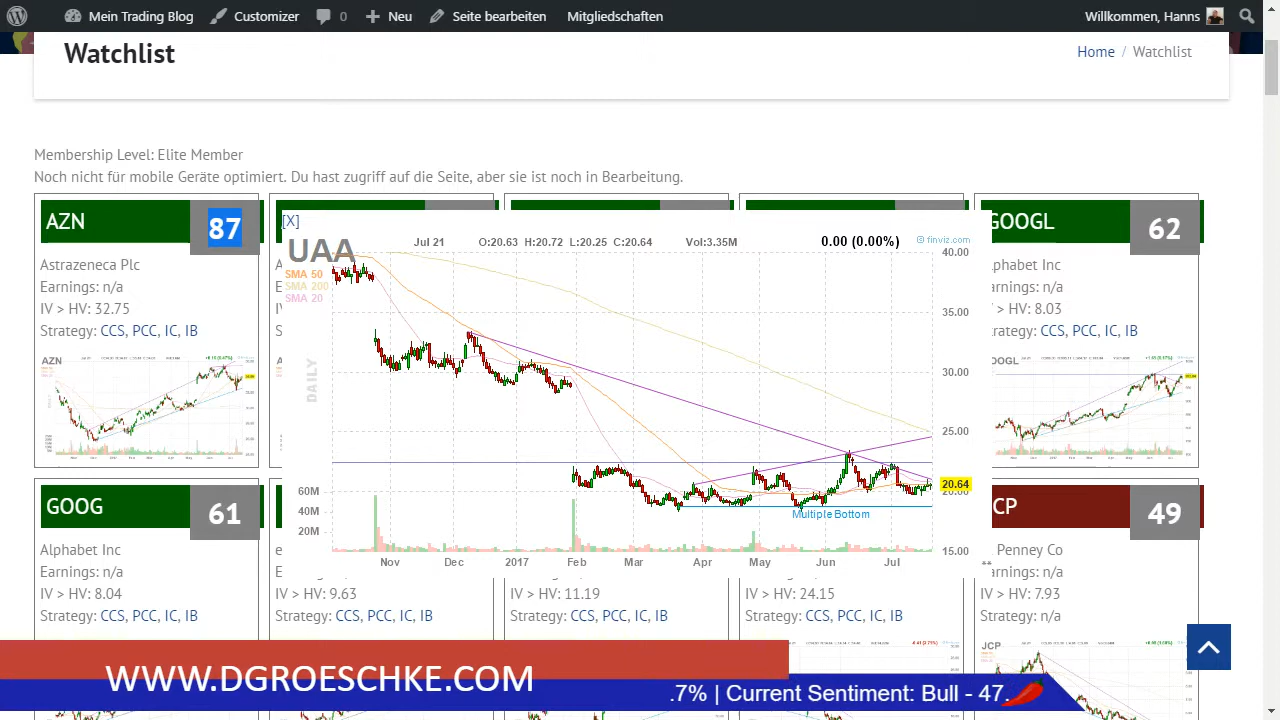 Mein Trading Blog Customizer 0 Neu Seite bearbeiten Mitgliedschaften Willkommen, Hanns
Watchlist
Home / Watchlist
Membership Level: Elite Member
Noch nicht für mobile Geräte optimiert. Du hast zugriff auf die Seite, aber sie ist noch in Bearbeitung.
AZN 87
Astrazeneca Plc
Earnings: n/a
IV > HV: 32.75
Strategy: CCS, PCC, IC, IB
AZN
[X]
UAA
Jul 21 O:20.63 H:20.72 L:20.25 C:20.64 Vol:3.35M 0.00 (0.00%) © finviz.com
SMA 50
SMA 200
SMA 20
DAILY
40.00
35.00
30.00
25.00
20.64
20.00
15.00
60M
40M
20M
Multiple Bottom
Nov Dec 2017 Feb Mar Apr May Jun Jul
GOOGL 62
phabet Inc
arnings: n/a
> HV: 8.03
trategy: CCS, PCC, IC, IB
OOGL
GOOG 61
Alphabet Inc
Earnings: n/a
IV > HV: 8.04
Strategy: CCS, PCC, IC, IB
e
IV > HV: 9.63
Strategy: CCS, PCC, IC, IB
IV > HV: 11.19
Strategy: CCS, PCC, IC, IB
IV > HV: 24.15
Strategy: CCS, PCC, IC, IB
CP 49
Penney Co
Earnings: n/a
IV > HV: 7.93
Strategy: n/a
JCP
WWW.DGROESCHKE.COM
.7% | Current Sentiment: Bull - 47.